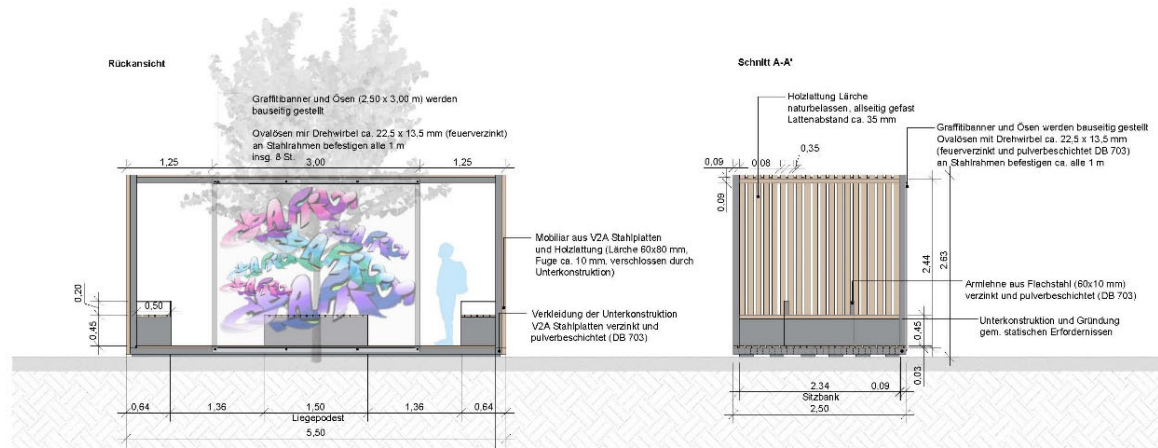 Rückansicht
Graffitibanner und Ösen (2,50 x 3,00 m) werden
bauseitig gestellt
Ovalösen mir Drehwirbel ca. 22,5 x 13,5 mm (feuerverzinkt)
an Stahlrahmen befestigen alle 1 m
insg. 8 St.
1,25
3,00
1,25
0,20
0,50
0,45
Mobiliar aus V2A Stahlplatten
und Holzlattung (Lärche 60x80 mm,
Fuge ca. 10 mm, verschlossen durch
Unterkonstruktion)
Verkleidung der Unterkonstruktion
V2A Stahlplatten verzinkt und
pulverbeschichtet (DB 703)
0,64
1,36
1,50
1,36
0,64
Liegepodest
5,50
Schnitt A-A'
Holzlattung Lärche
naturbelassen, allseitig gefast
Lattenabstand ca. 35 mm
Graffitibanner und Ösen werden bauseitig gestellt
Ovalösen mit Drehwirbel ca. 22,5 x 13,5 mm
(feuerverzinkt und pulverbeschichtet DB 703)
an Stahlrahmen befestigen ca. alle 1 m
0,09
0,08
0,35
0,09
2,44
2,63
Armlehne aus Flachstahl (60x10 mm)
verzinkt und pulverbeschichtet (DB 703)
Unterkonstruktion und Gründung
gem. statischen Erfordernissen
0,45
0,03
2,34
0,09
Sitzbank
2,50